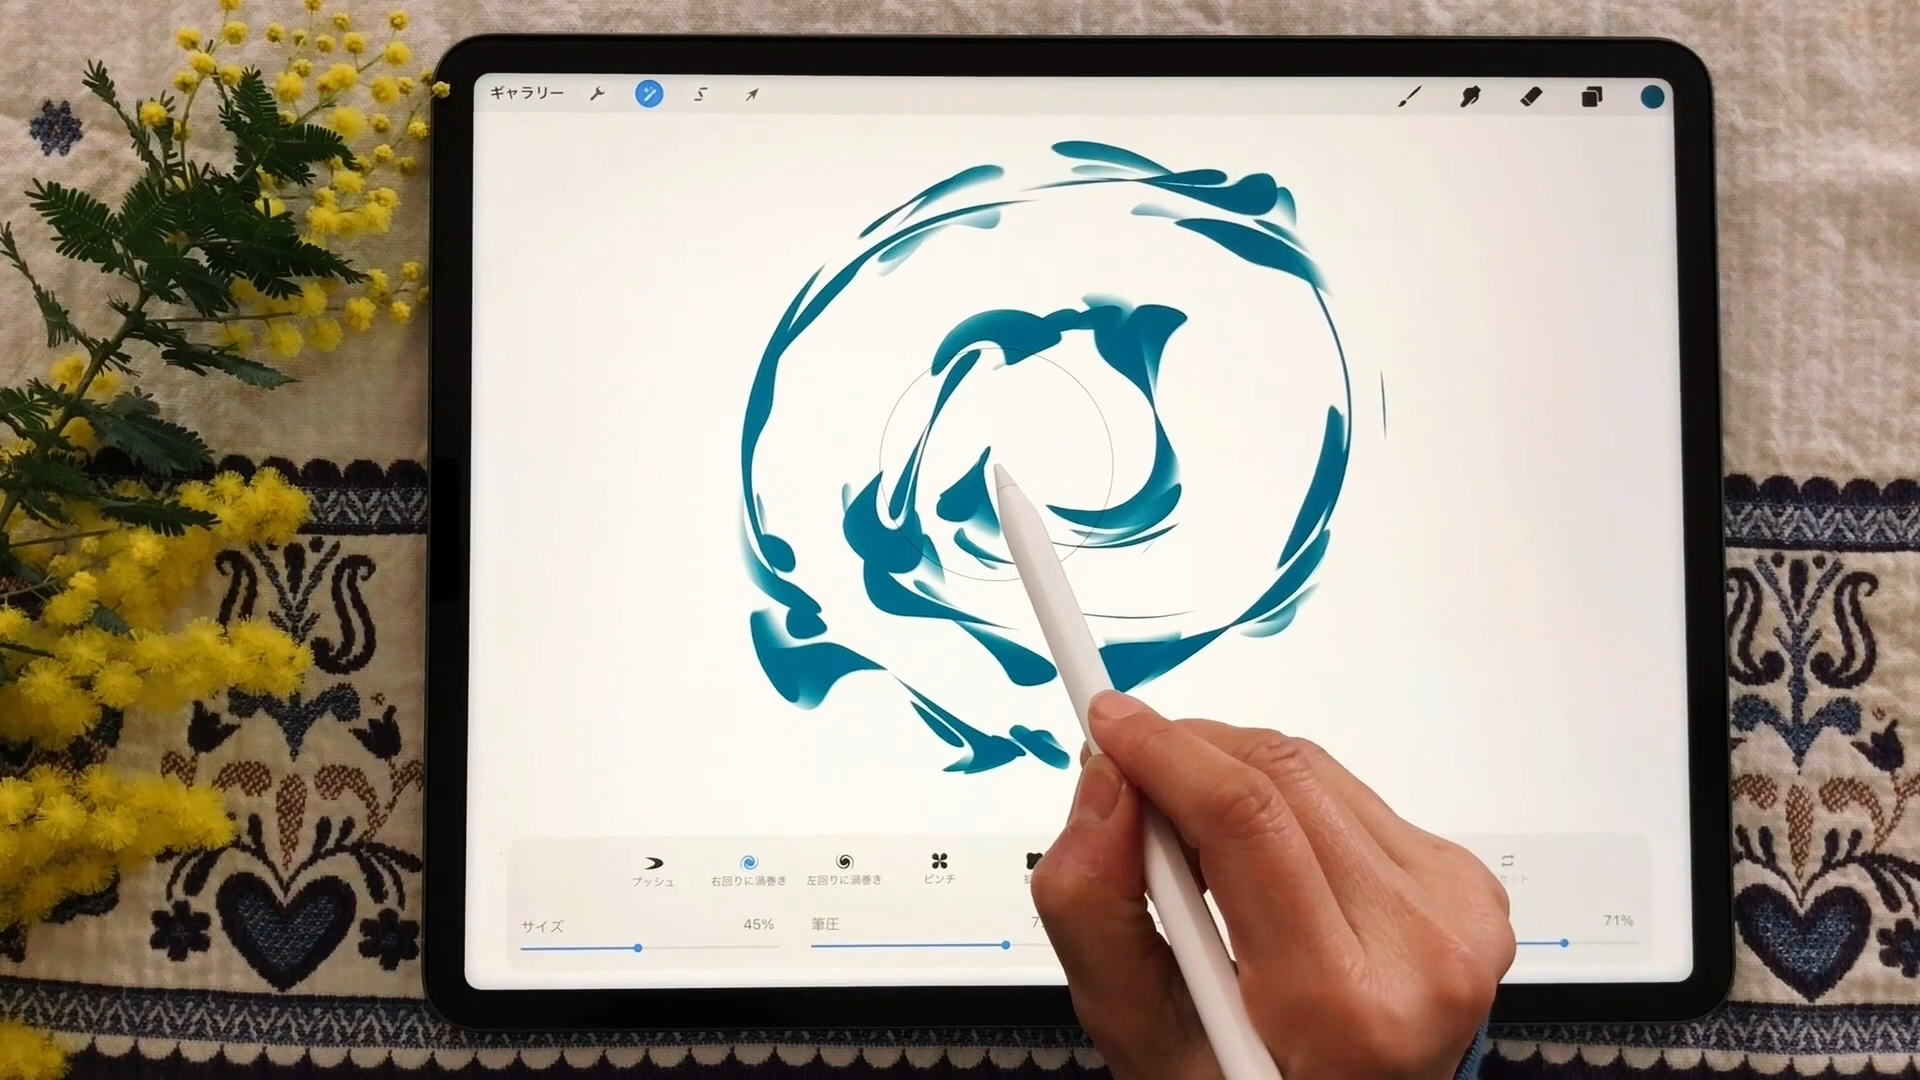 ギャラリー
プッシュ
右回りに渦巻き
左回りに渦巻き
ピンチ
サイズ
45%
筆圧
71%